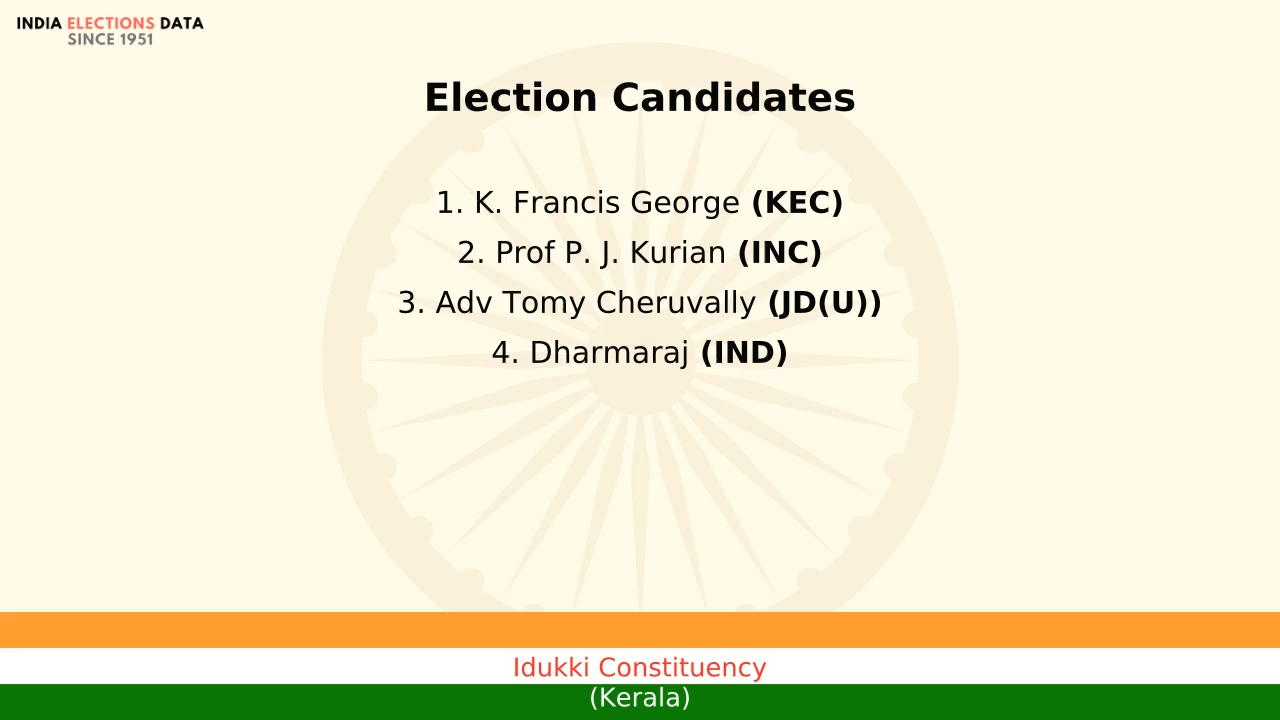 INDIA ELECTIONS DATA
SINCE 1951
Election Candidates
1. K. Francis George (KEC)
2. Prof P. J. Kurian (INC)
3. Adv Tomy Cheruvally (JD(U))
4. Dharmaraj (IND)
Idukki Constituency
(Kerala)